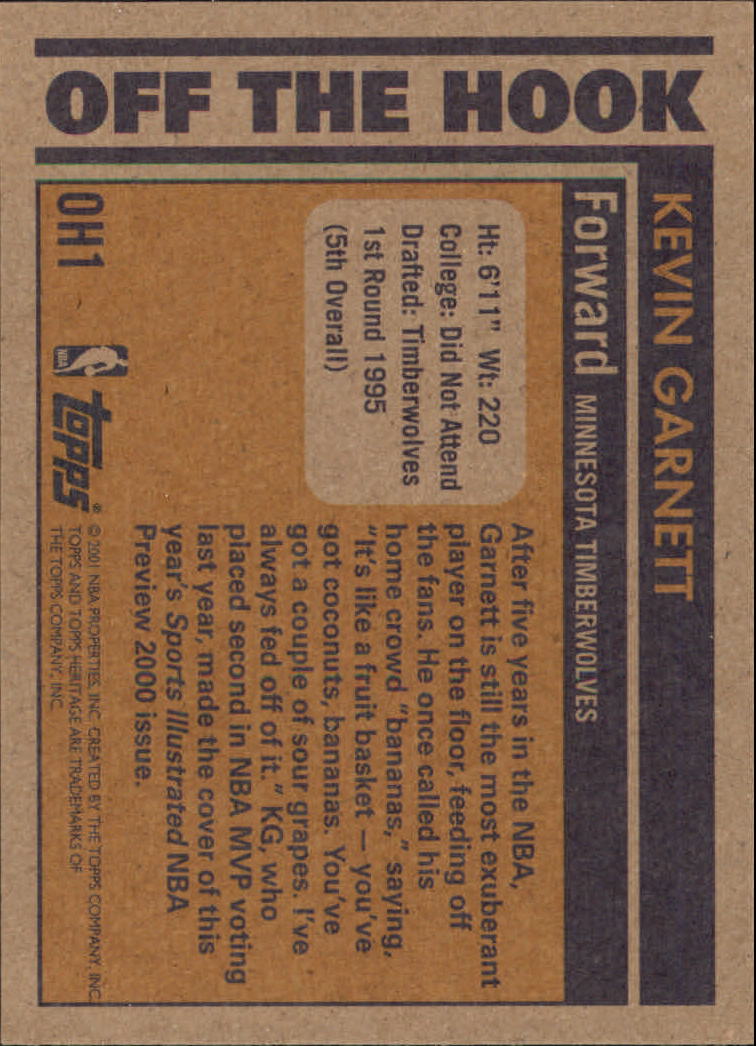 OFF THE HOOK
KEVIN GARNETT
Forward MINNESOTA TIMBERWOLVES
Ht: 6'11" Wt: 220
College: Did Not Attend
Drafted: Timberwolves
1st Round 1995
(5th Overall)
After five years in the NBA,
Garnett is still the most exuberant
player on the floor, feeding off
the fans. He once called his
home crowd "bananas," saying,
"It's like a fruit basket — you've
got coconuts, bananas. You've
got a couple of sour grapes. I've
always fed off of it." KG, who
placed second in NBA MVP voting
last year, made the cover of this
year's Sports Illustrated NBA
Preview 2000 issue.
OH1
NBA
topps®
© 2001 NBA PROPERTIES, INC. CREATED BY THE TOPPS COMPANY, INC.
TOPPS AND TOPPS HERITAGE ARE TRADEMARKS OF
THE TOPPS COMPANY, INC.